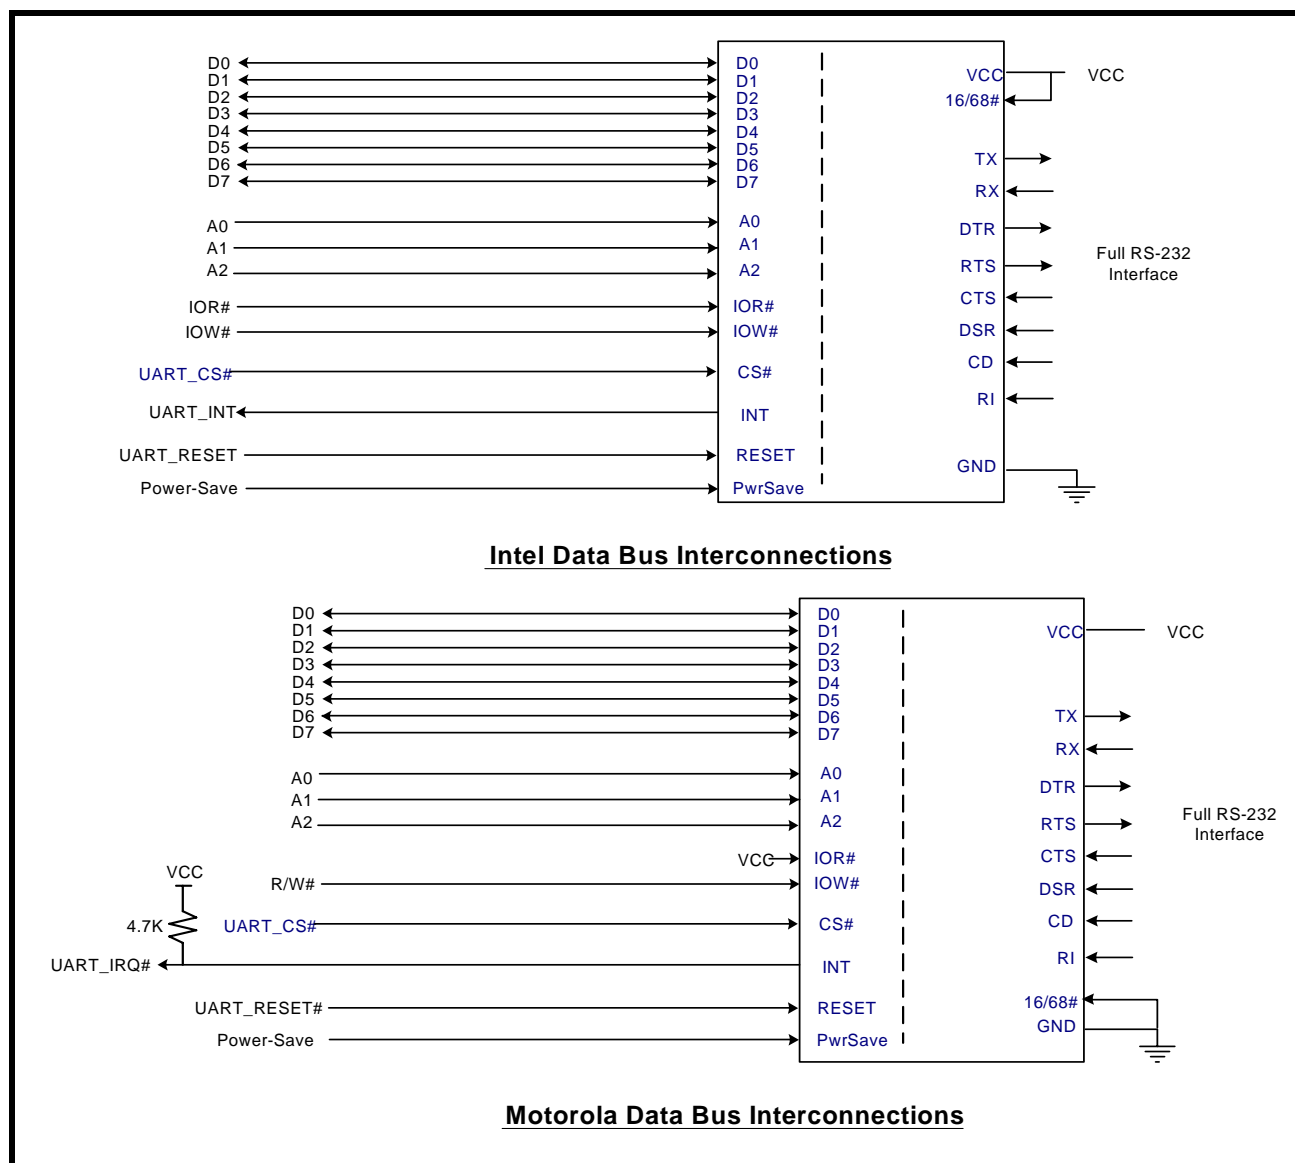 D0 D0
D1 D1
D2 D2
D3 D3
D4 D4
D5 D5
D6 D6
D7 D7
A0 A0
A1 A1
A2 A2
IOR# IOR#
IOW# IOW#
UART_CS# CS#
UART_INT INT
UART_RESET RESET
Power-Save PwrSave
VCC VCC
16/68#
TX
RX
DTR
RTS
CTS
DSR
CD
RI
GND
Full RS-232
Interface
Intel Data Bus Interconnections
D0 D0
D1 D1
D2 D2
D3 D3
D4 D4
D5 D5
D6 D6
D7 D7
A0 A0
A1 A1
A2 A2
VCC IOR#
R/W# IOW#
VCC
4.7K
UART_CS# CS#
UART_IRQ# INT
UART_RESET# RESET
Power-Save PwrSave
VCC VCC
TX
RX
DTR
RTS
CTS
DSR
CD
RI
16/68#
GND
Full RS-232
Interface
Motorola Data Bus Interconnections